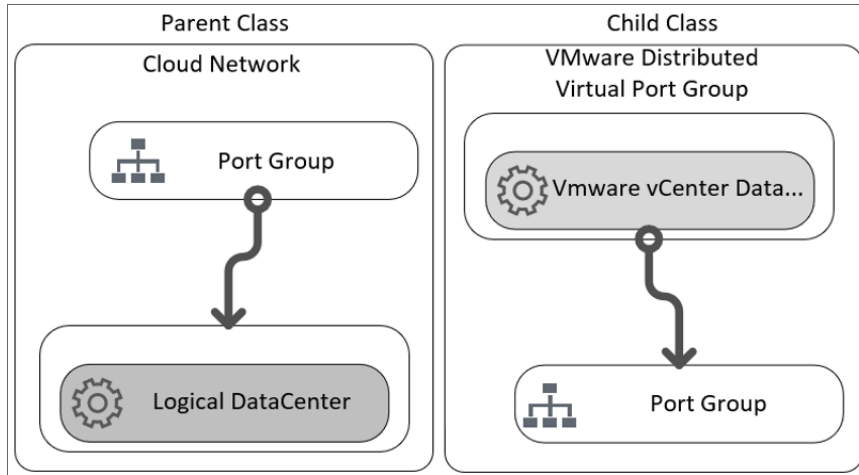 Parent Class
Cloud Network
Port Group
Logical DataCenter
Child Class
VMware Distributed
Virtual Port Group
Vmware vCenter Data...
Port Group